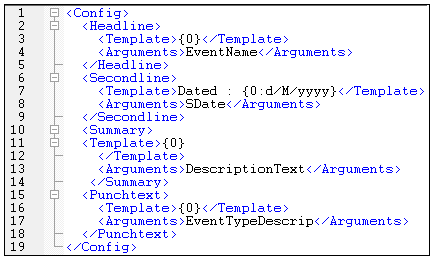 1 <Config>
2 <Headline>
3 <Template>{0}</Template>
4 <Arguments>EventName</Arguments>
5 </Headline>
6 <Secondline>
7 <Template>Dated : {0:d/M/yyyy}</Template>
8 <Arguments>SDate</Arguments>
9 </Secondline>
10 <Summary>
11 <Template>{0}
12 </Template>
13 <Arguments>DescriptionText</Arguments>
14 </Summary>
15 <Punchtext>
16 <Template>{0}</Template>
17 <Arguments>EventTypeDescrip</Arguments>
18 </Punchtext>
19 </Config>